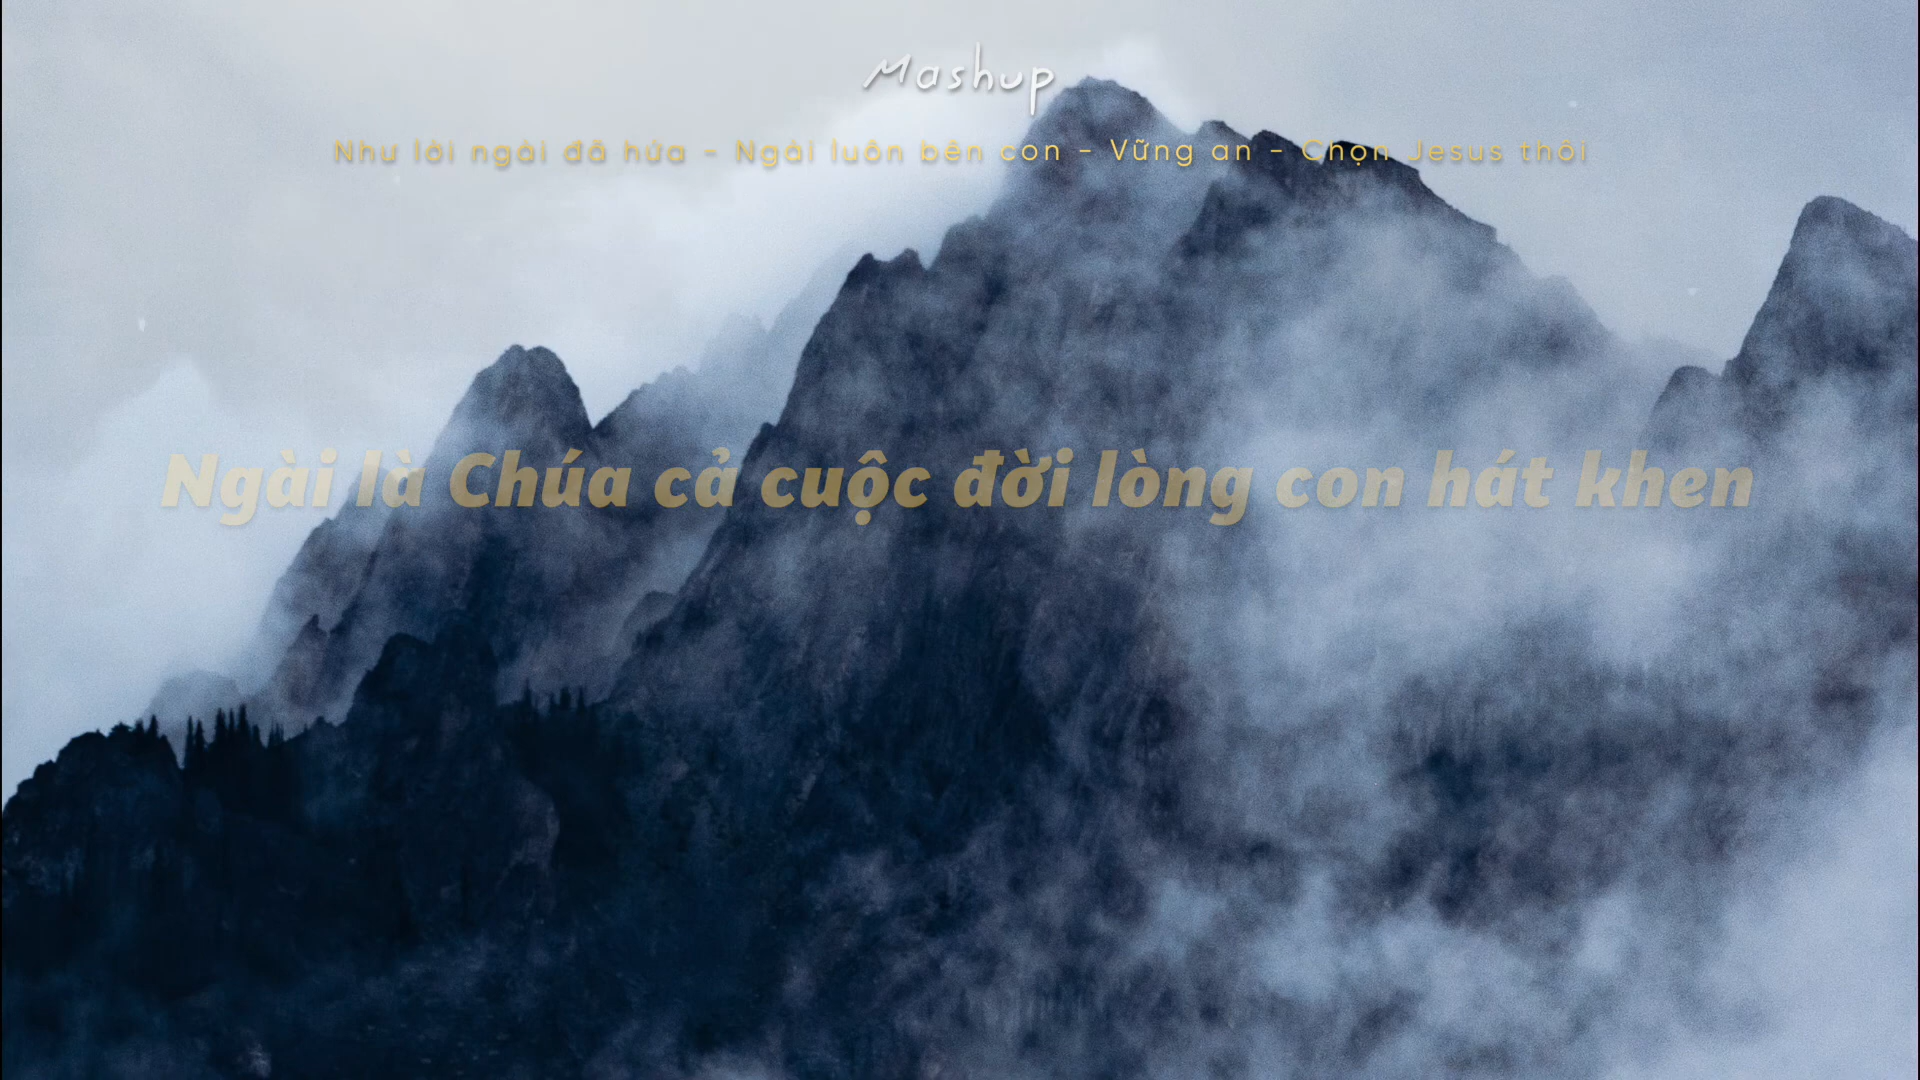 Mashup
Như lời ngài đã hứa - Ngài luôn bên con - Vững an - Chọn Jesus thôi
Ngài là Chúa cả cuộc đời lòng con hát khen